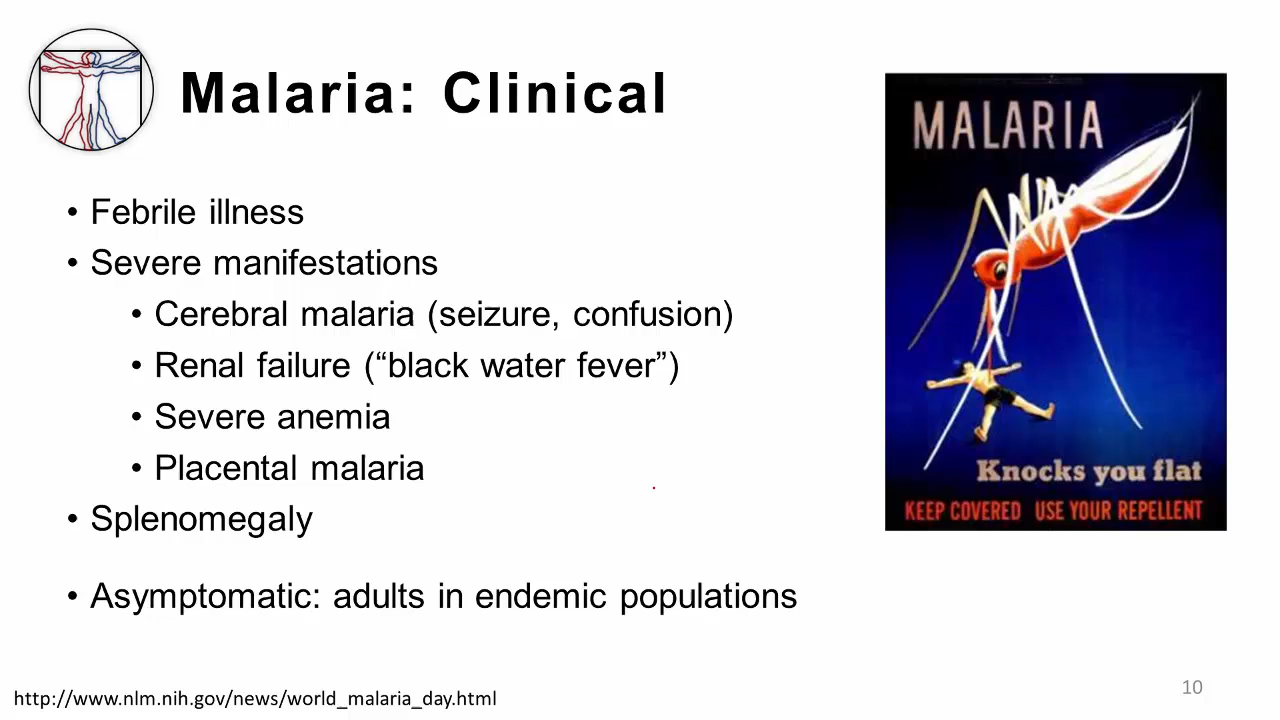 Malaria: Clinical
• Febrile illness
• Severe manifestations
• Cerebral malaria (seizure, confusion)
• Renal failure (“black water fever”)
• Severe anemia
• Placental malaria
• Splenomegaly
• Asymptomatic: adults in endemic populations
MALARIA
Knocks you flat
KEEP COVERED USE YOUR REPELLENT
http://www.nlm.nih.gov/news/world_malaria_day.html
10